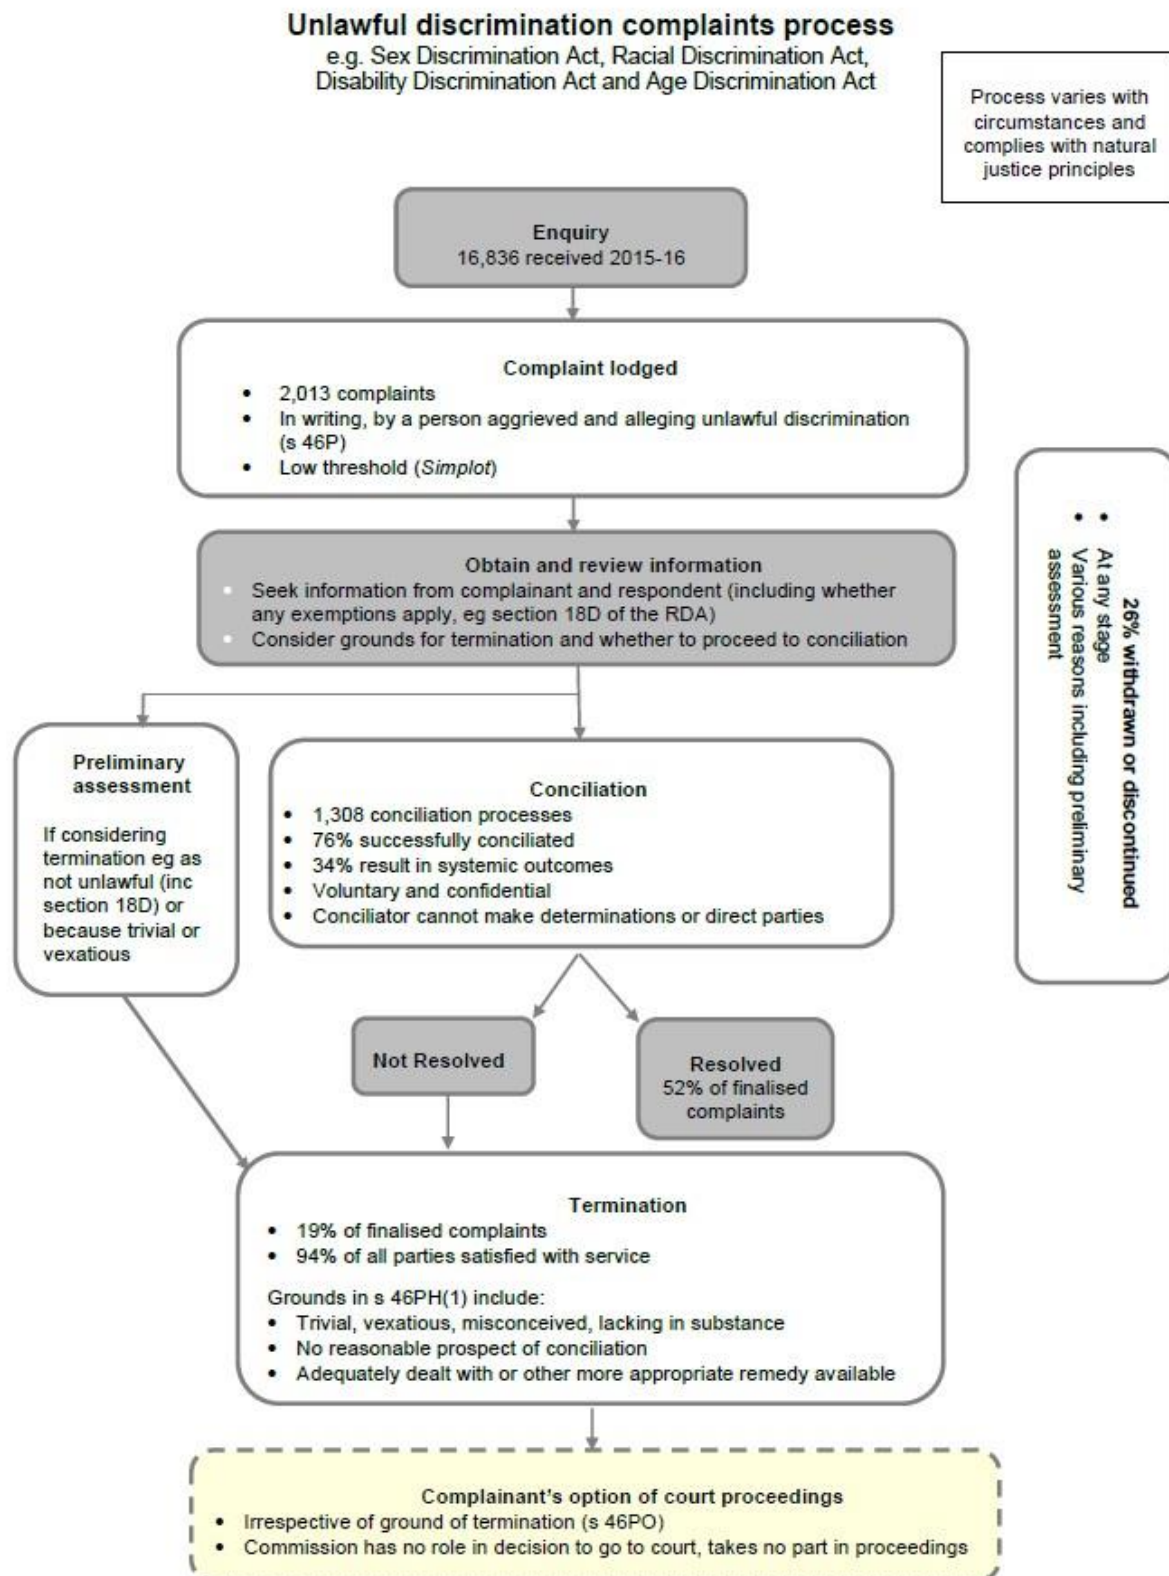 Unlawful discrimination complaints process
e.g. Sex Discrimination Act, Racial Discrimination Act,
Disability Discrimination Act and Age Discrimination Act
Process varies with
circumstances and
complies with natural
justice principles
Enquiry
16,836 received 2015-16
Complaint lodged
• 2,013 complaints
• In writing, by a person aggrieved and alleging unlawful discrimination
(s 46P)
• Low threshold (Simplot)
Obtain and review information
• Seek information from complainant and respondent (including whether
any exemptions apply, eg section 18D of the RDA)
• Consider grounds for termination and whether to proceed to conciliation
26% withdrawn or discontinued
• At any stage
• Various reasons including preliminary
assessment
Preliminary
assessment
If considering
termination eg as
not unlawful (inc
section 18D) or
because trivial or
vexatious
Conciliation
• 1,308 conciliation processes
• 76% successfully conciliated
• 34% result in systemic outcomes
• Voluntary and confidential
• Conciliator cannot make determinations or direct parties
Not Resolved
Resolved
52% of finalised
complaints
Termination
• 19% of finalised complaints
• 94% of all parties satisfied with service
Grounds in s 46PH(1) include:
• Trivial, vexatious, misconceived, lacking in substance
• No reasonable prospect of conciliation
• Adequately dealt with or other more appropriate remedy available
Complainant's option of court proceedings
• Irrespective of ground of termination (s 46PO)
• Commission has no role in decision to go to court, takes no part in proceedings